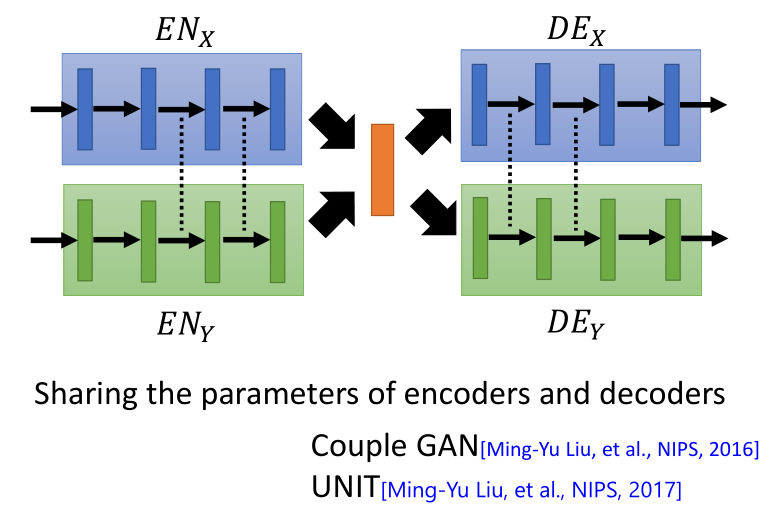 EN_X DE_X
EN_Y DE_Y
Sharing the parameters of encoders and decoders
Couple GAN[Ming-Yu Liu, et al., NIPS, 2016]
UNIT[Ming-Yu Liu, et al., NIPS, 2017]